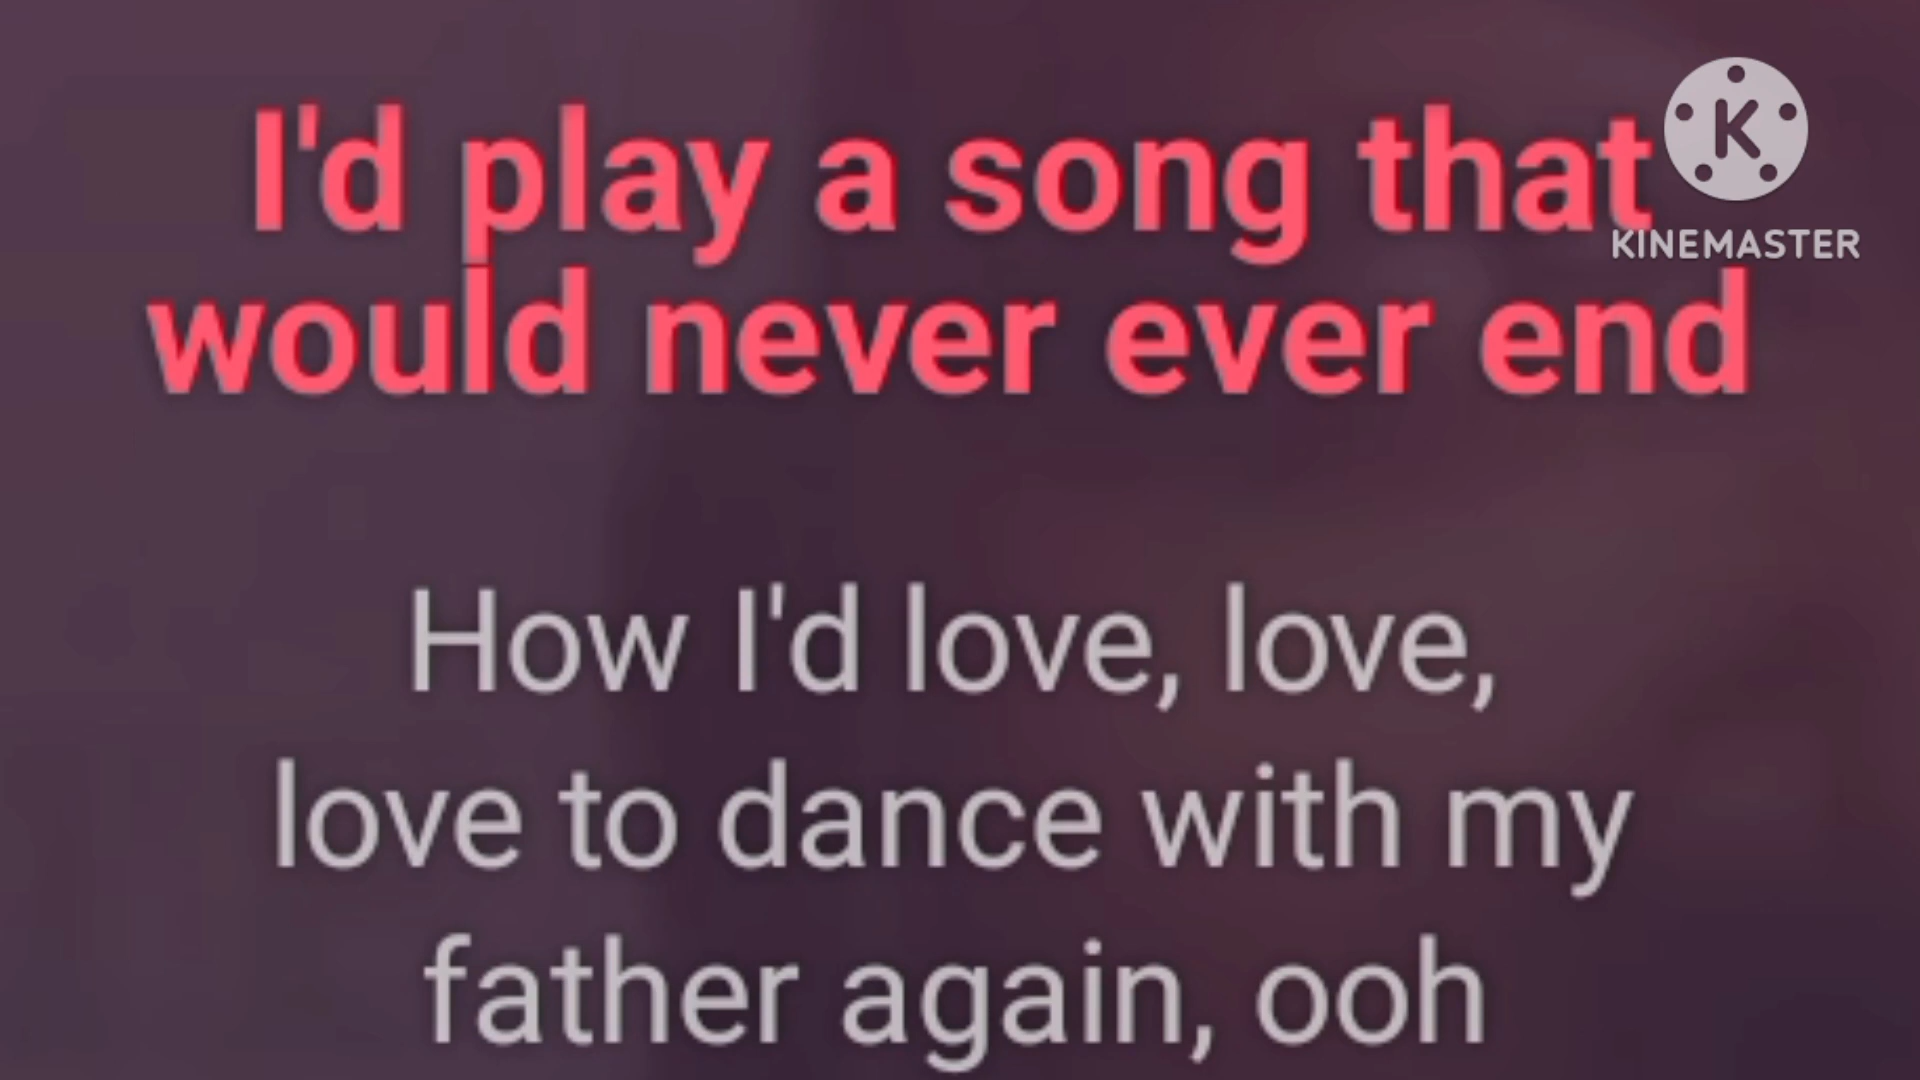 I'd play a song that
K
KINEMASTER
would never ever end
How I'd love, love,
love to dance with my
father again, ooh